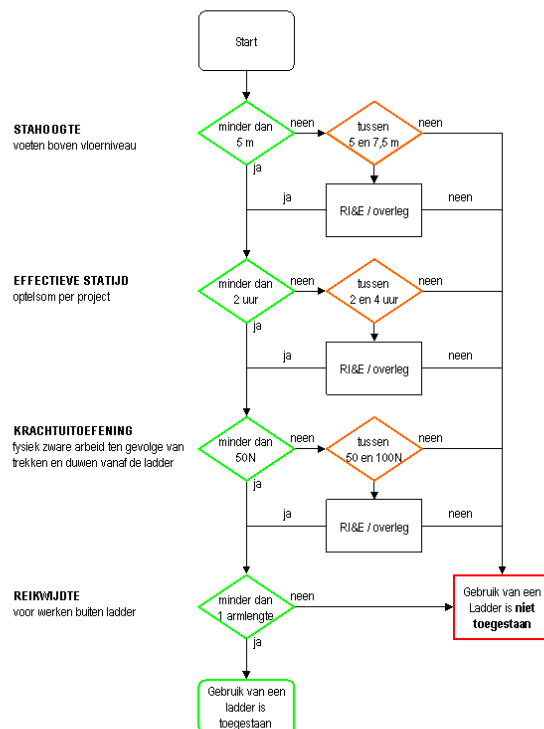 Start
STAHOOGTE
voeten boven vloerniveau
minder dan
5 m
neen
tussen
5 en 7,5 m
neen
ja
ja
RI&E / overleg
neen
EFFECTIEVE STATIJD
optelsom per project
minder dan
2 uur
neen
tussen
2 en 4 uur
neen
ja
ja
RI&E / overleg
neen
KRACHTUITOEFENING
fysiek zware arbeid ten gevolge van
trekken en duwen vanaf de ladder
minder dan
50N
neen
tussen
50 en 100N
neen
ja
ja
RI&E / overleg
neen
REIKWIJDTE
voor werken buiten ladder
minder dan
1 armlengte
neen
Gebruik van een
Ladder is niet
toegestaan
ja
Gebruik van een
ladder is
toegestaan